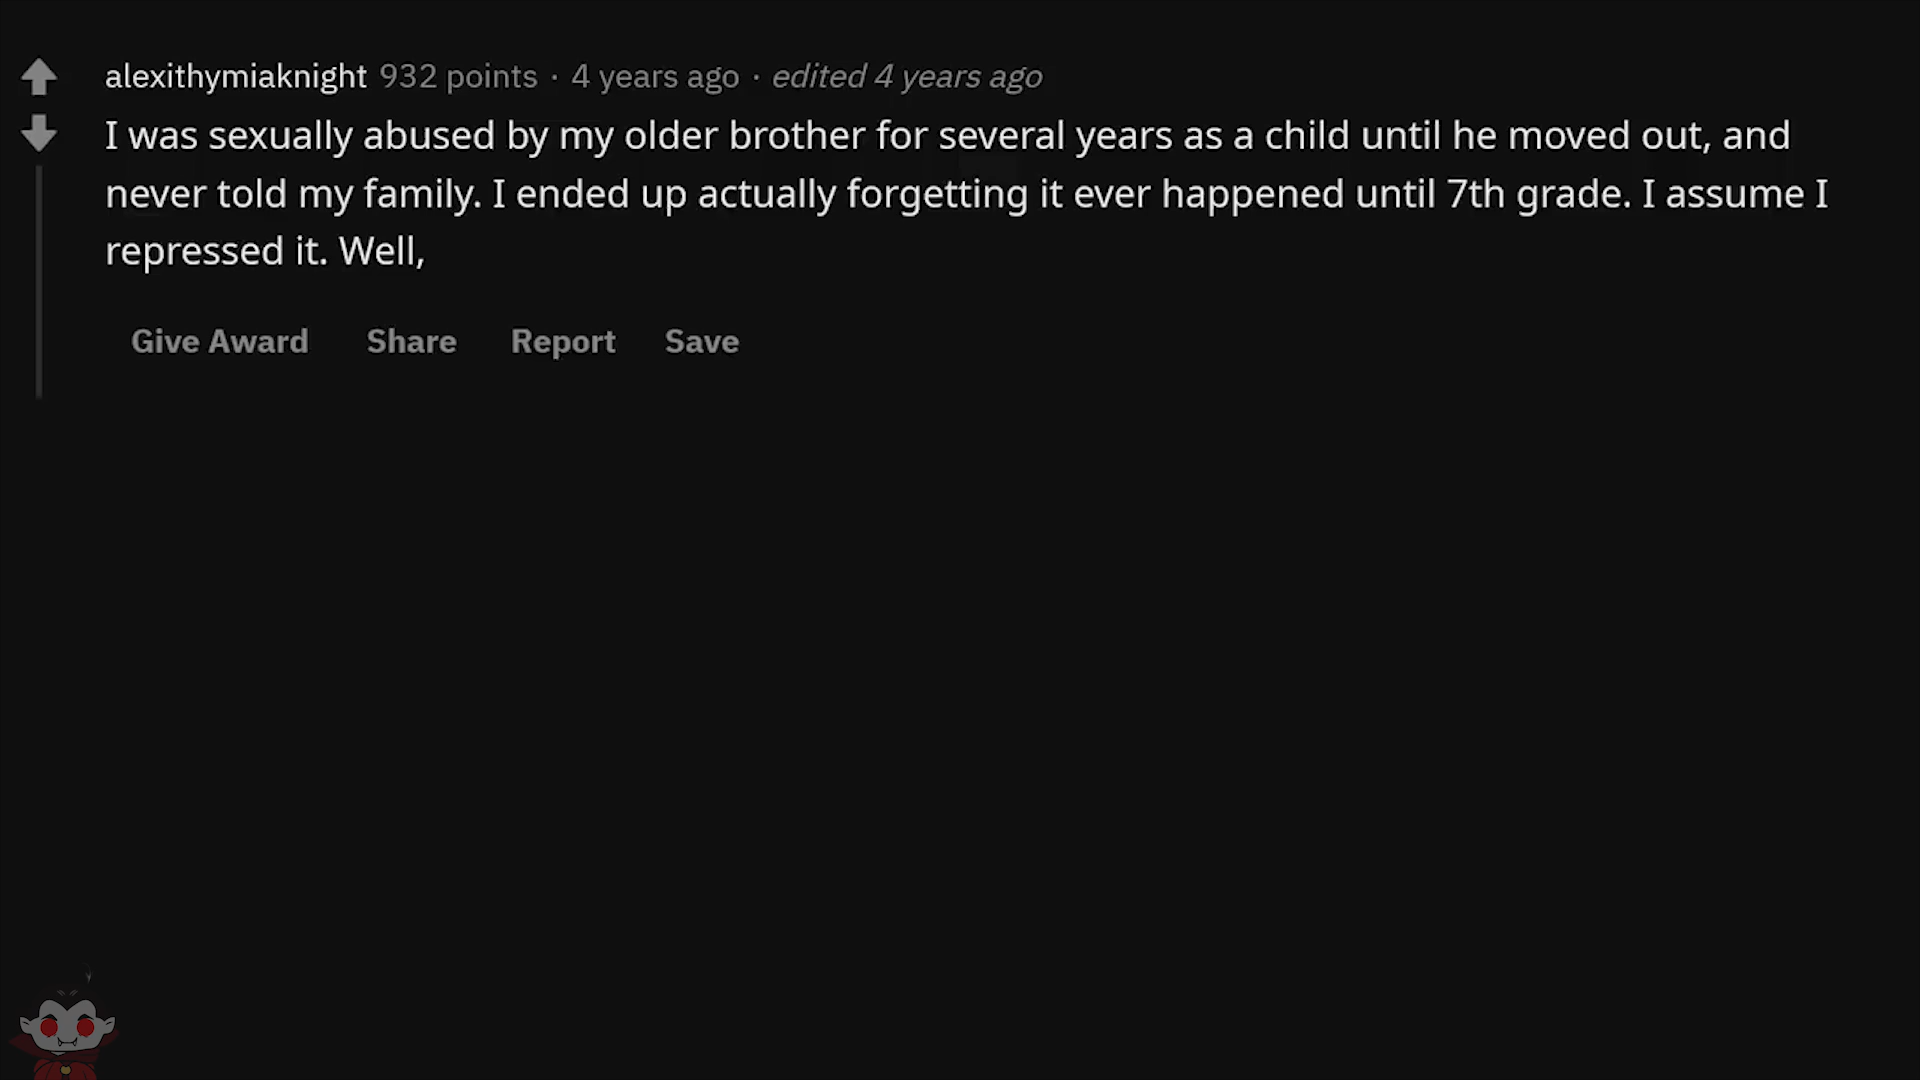 alexithymiaknight 932 points · 4 years ago · edited 4 years ago
I was sexually abused by my older brother for several years as a child until he moved out, and
never told my family. I ended up actually forgetting it ever happened until 7th grade. I assume I
repressed it. Well,
Give Award Share Report Save